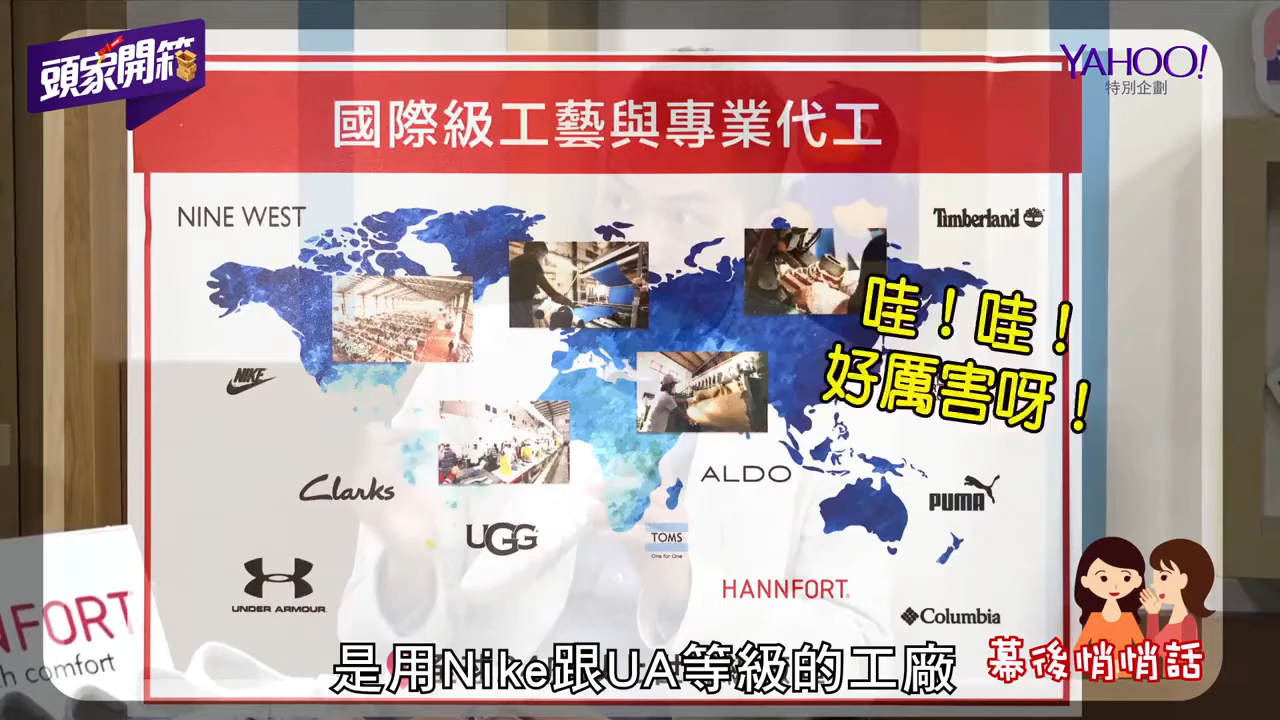 頭家開箱
YAHOO!
特別企劃
國際級工藝與專業代工
NINE WEST
Timberland
哇！哇！
好厲害呀！
NIKE
Clarks
ALDO
PUMA
UGG
TOMS
One for One
UNDER ARMOUR
HANNFORT
Columbia
NFORT
h comfort
是用Nike跟UA等級的工廠
幕後悄悄話